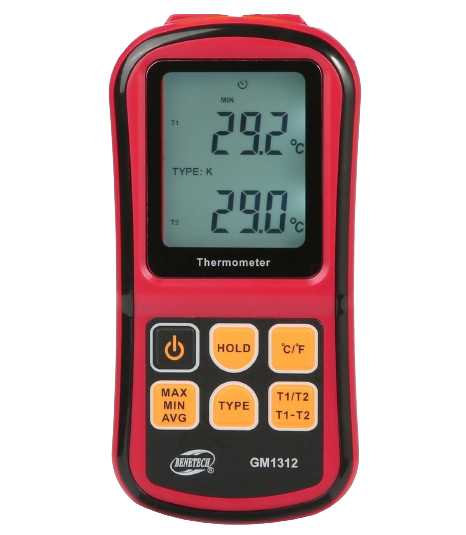 MIN
T1 29.2 °C
TYPE: K
T2 29.0 °C
Thermometer
HOLD °C/°F
MAX
MIN
AVG
TYPE
T1/T2
T1-T2
BENETECH ®
GM1312